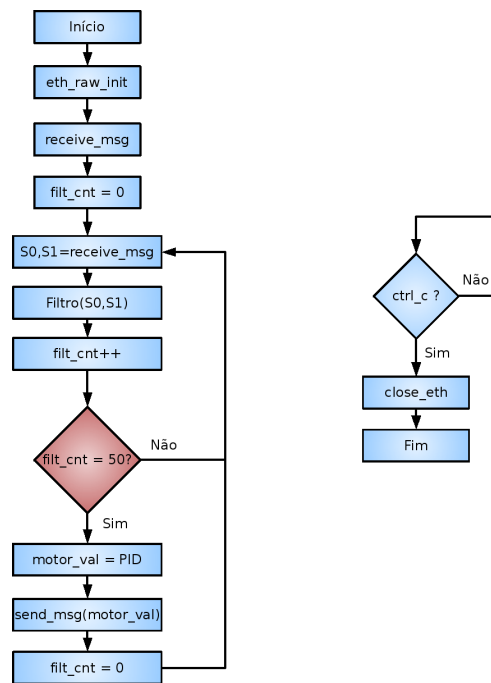 Início
eth_raw_init
receive_msg
filt_cnt = 0
S0,S1=receive_msg
Filtro(S0,S1)
filt_cnt++
filt_cnt = 50?
Não
Sim
motor_val = PID
send_msg(motor_val)
filt_cnt = 0
ctrl_c ?
Não
Sim
close_eth
Fim